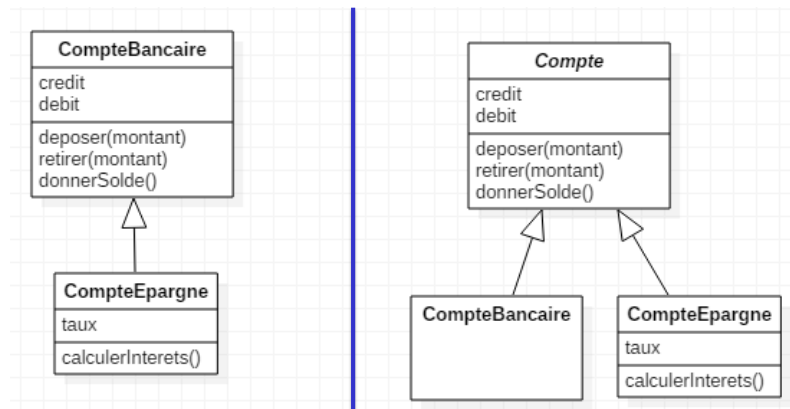 CompteBancaire
credit
debit
deposer(montant)
retirer(montant)
donnerSolde()
CompteEpargne
taux
calculerInterets()
Compte
credit
debit
deposer(montant)
retirer(montant)
donnerSolde()
CompteBancaire
CompteEpargne
taux
calculerInterets()